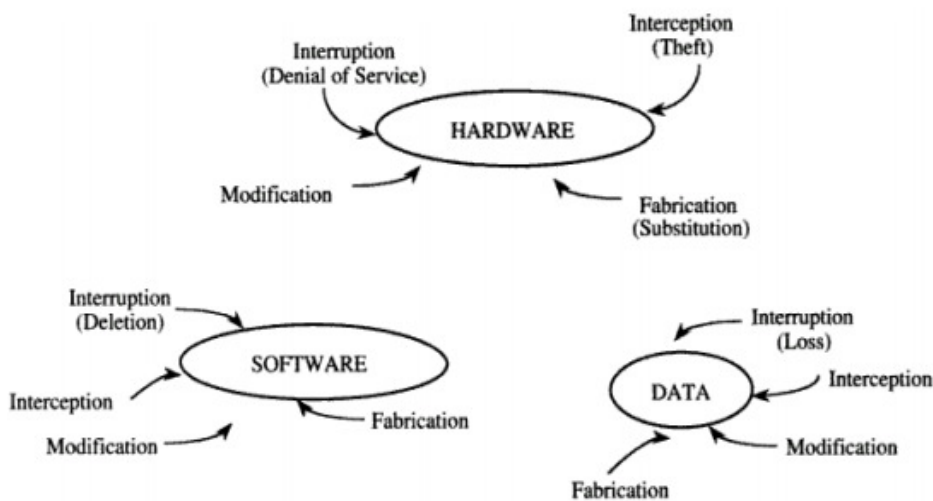 Interruption
(Denial of Service)
Interception
(Theft)
HARDWARE
Modification
Fabrication
(Substitution)
Interruption
(Deletion)
SOFTWARE
Interception
Modification
Fabrication
Interruption
(Loss)
DATA
Interception
Modification
Fabrication